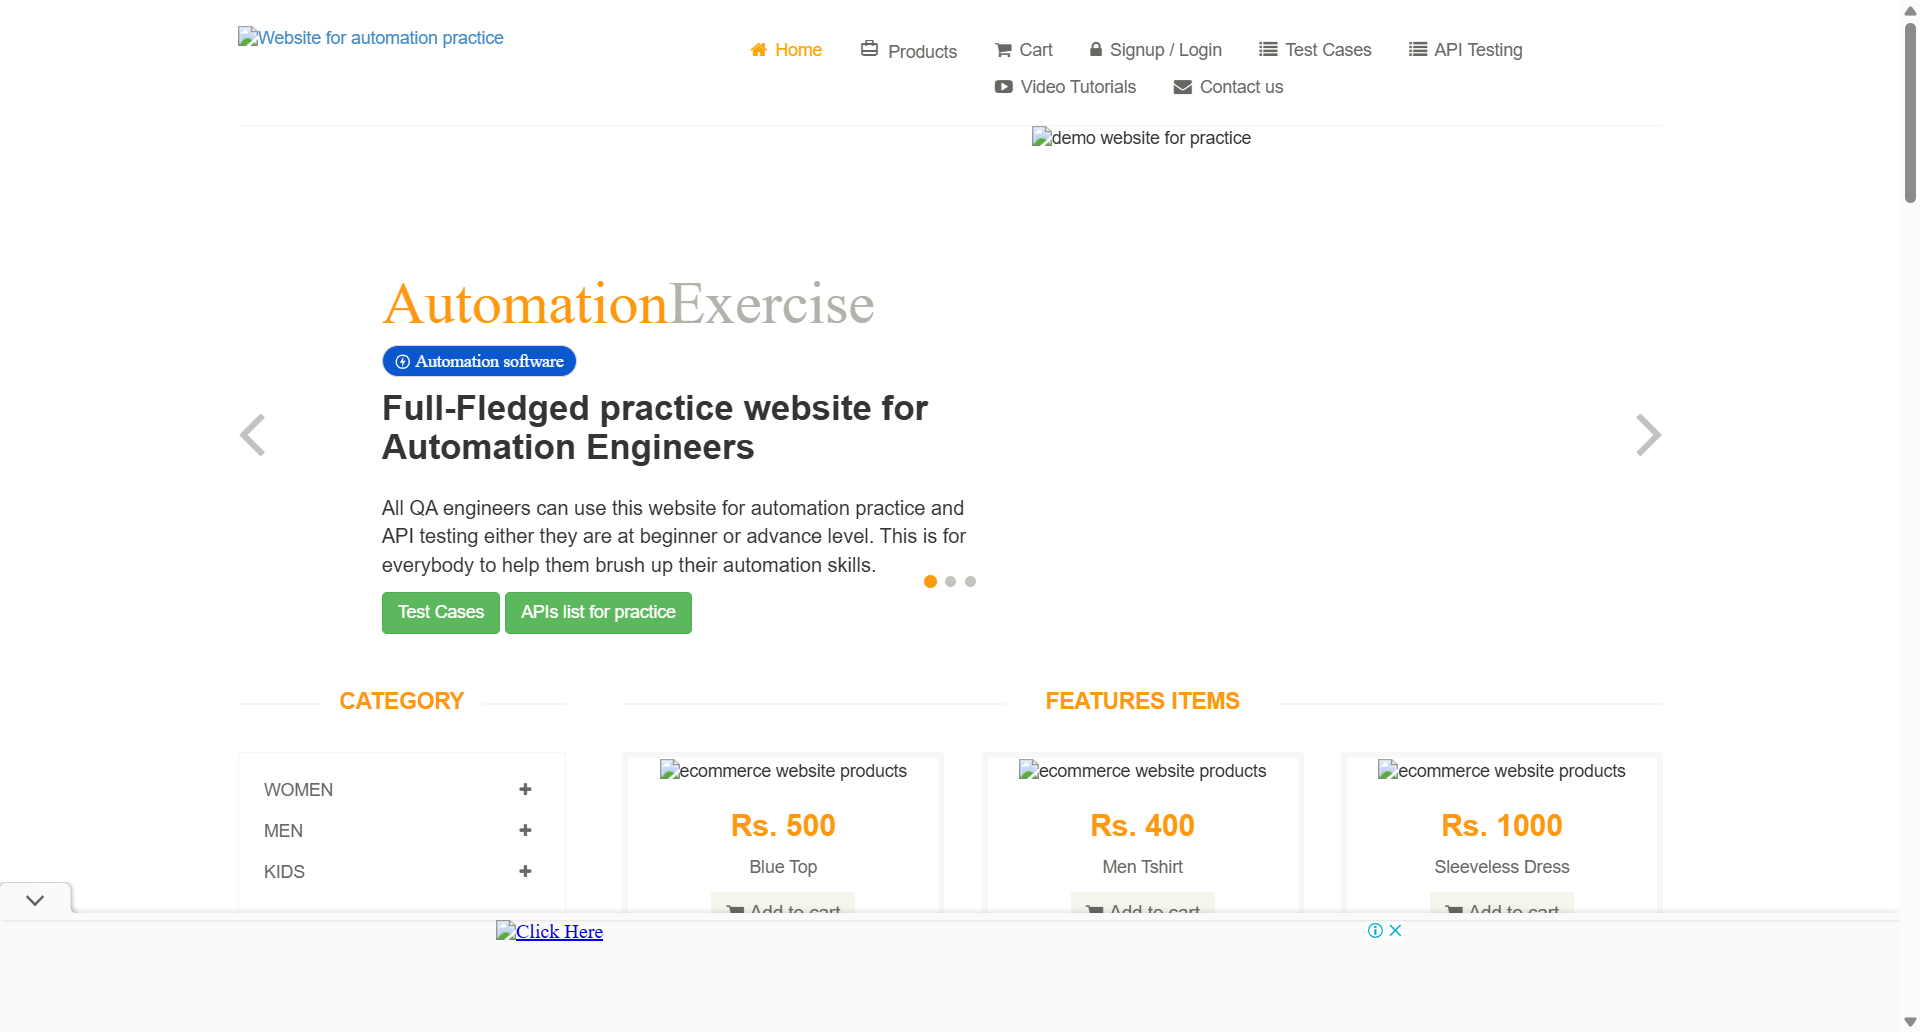 Website for automation practice
Home Products Cart Signup / Login Test Cases API Testing
Video Tutorials Contact us
demo website for practice
AutomationExercise
Automation software
Full-Fledged practice website for
Automation Engineers
All QA engineers can use this website for automation practice and
API testing either they are at beginner or advance level. This is for
everybody to help them brush up their automation skills.
Test Cases APIs list for practice
CATEGORY
WOMEN
MEN
KIDS
FEATURES ITEMS
ecommerce website products
Rs. 500
Blue Top
Add to cart
ecommerce website products
Rs. 400
Men Tshirt
Add to cart
ecommerce website products
Rs. 1000
Sleeveless Dress
Add to cart
Click Here